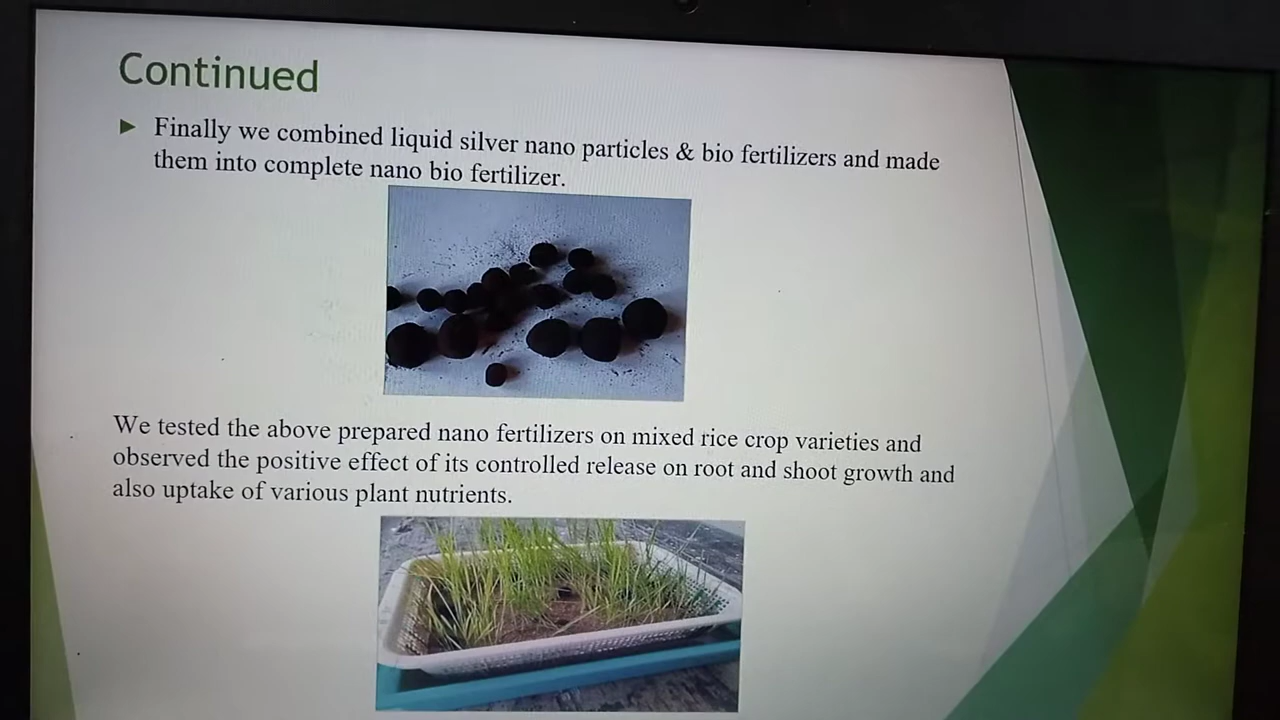 Continued
Finally we combined liquid silver nano particles & bio fertilizers and made
them into complete nano bio fertilizer.
We tested the above prepared nano fertilizers on mixed rice crop varieties and
observed the positive effect of its controlled release on root and shoot growth and
also uptake of various plant nutrients.